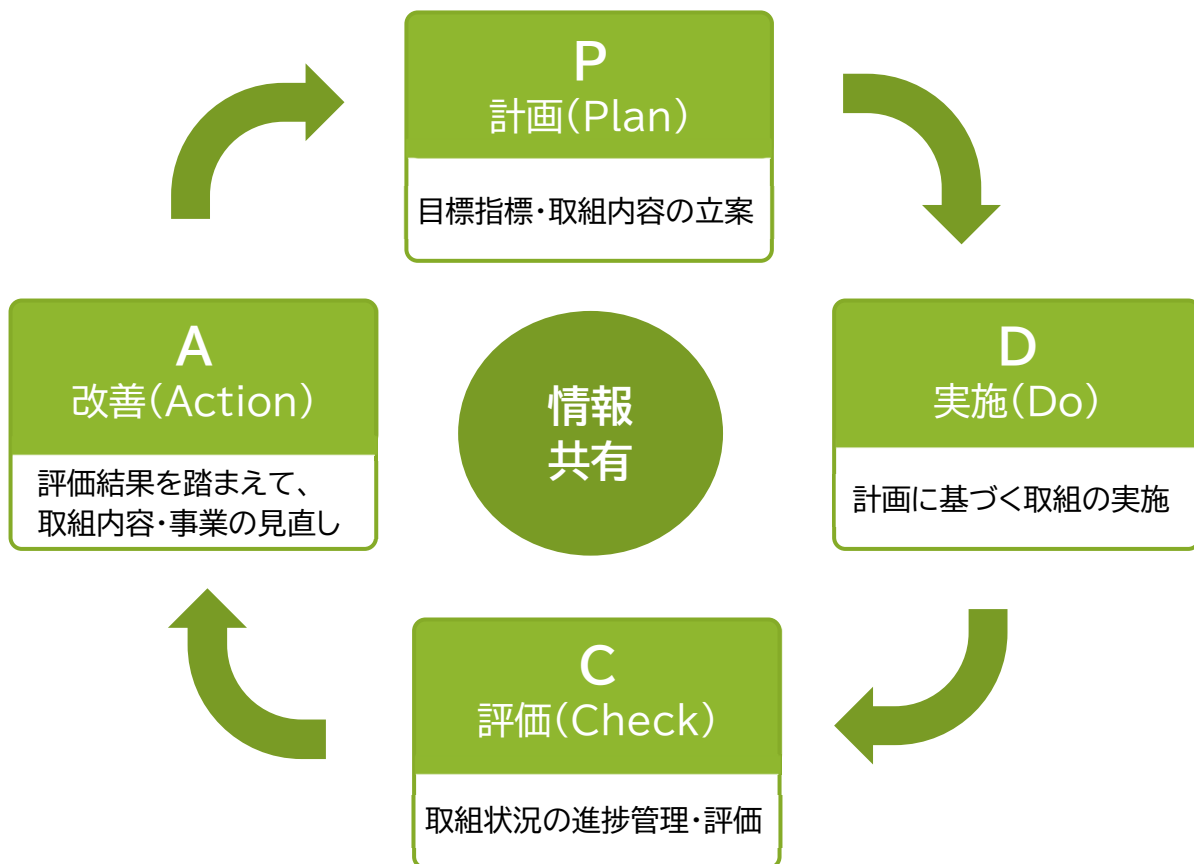 P
計画(Plan)
目標指標・取組内容の立案
D
実施(Do)
計画に基づく取組の実施
C
評価(Check)
取組状況の進捗管理・評価
A
改善(Action)
評価結果を踏まえて、
取組内容・事業の見直し
情報
共有